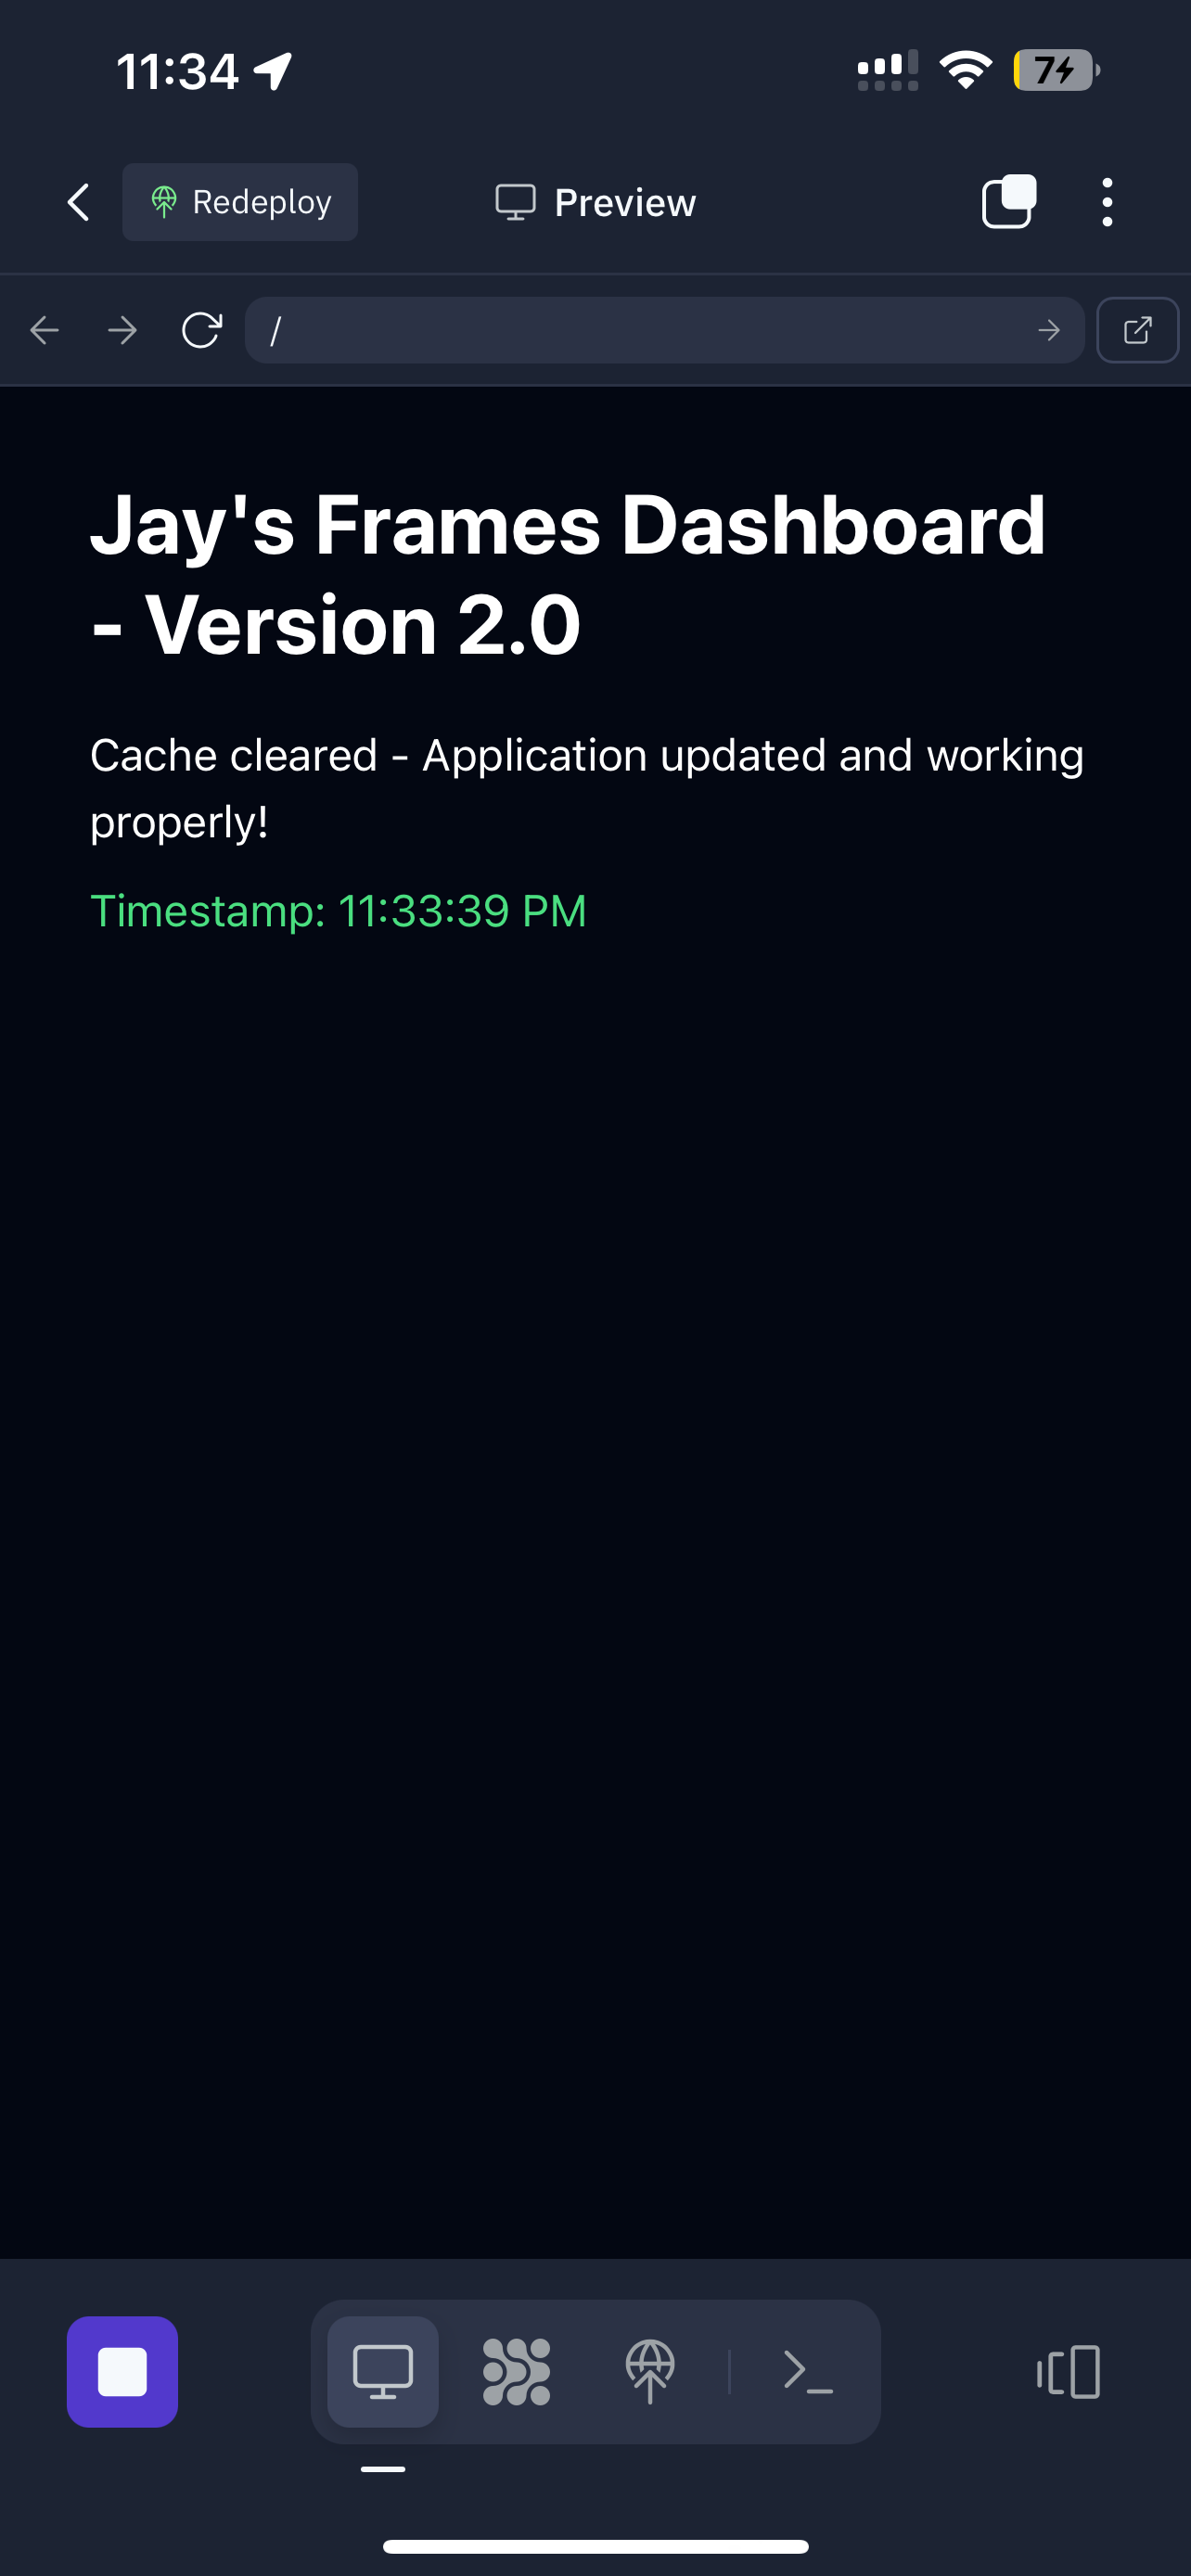 11:34
7
Redeploy
Preview
/
Jay's Frames Dashboard
- Version 2.0
Cache cleared - Application updated and working
properly!
Timestamp: 11:33:39 PM